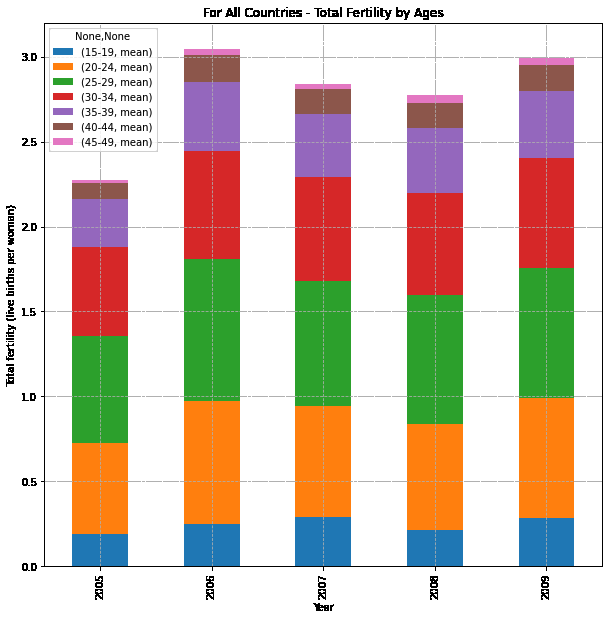 For All Countries - Total Fertility by Ages
None,None
(15-19, mean)
(20-24, mean)
(25-29, mean)
(30-34, mean)
(35-39, mean)
(40-44, mean)
(45-49, mean)
3.0
2.5
2.0
1.5
1.0
0.5
0.0
Total fertility (live births per woman)
2005
2006
2007
2008
2009
Year